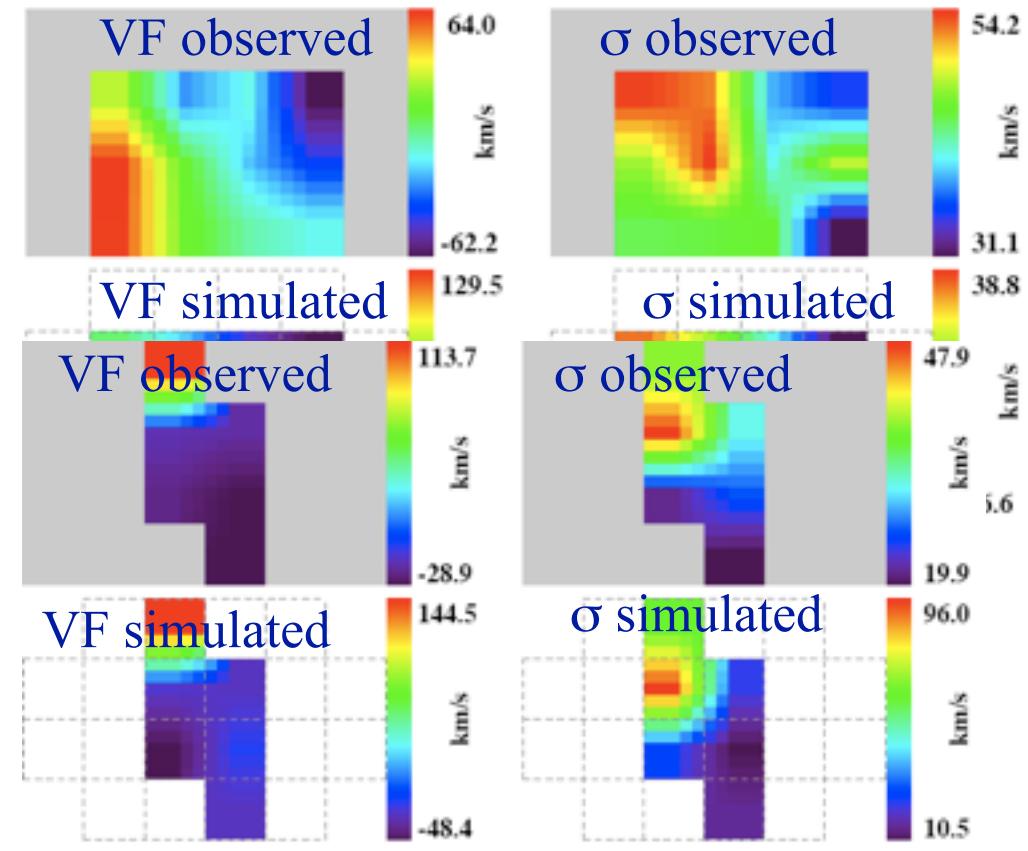 VF observed
64.0
km/s
-62.2
σ observed
54.2
km/s
31.1
VF simulated
129.5
σ simulated
38.8
km/s
VF observed
113.7
km/s
-28.9
σ observed
47.9
km/s
19.9
VF simulated
144.5
km/s
-48.4
σ simulated
96.0
km/s
10.5